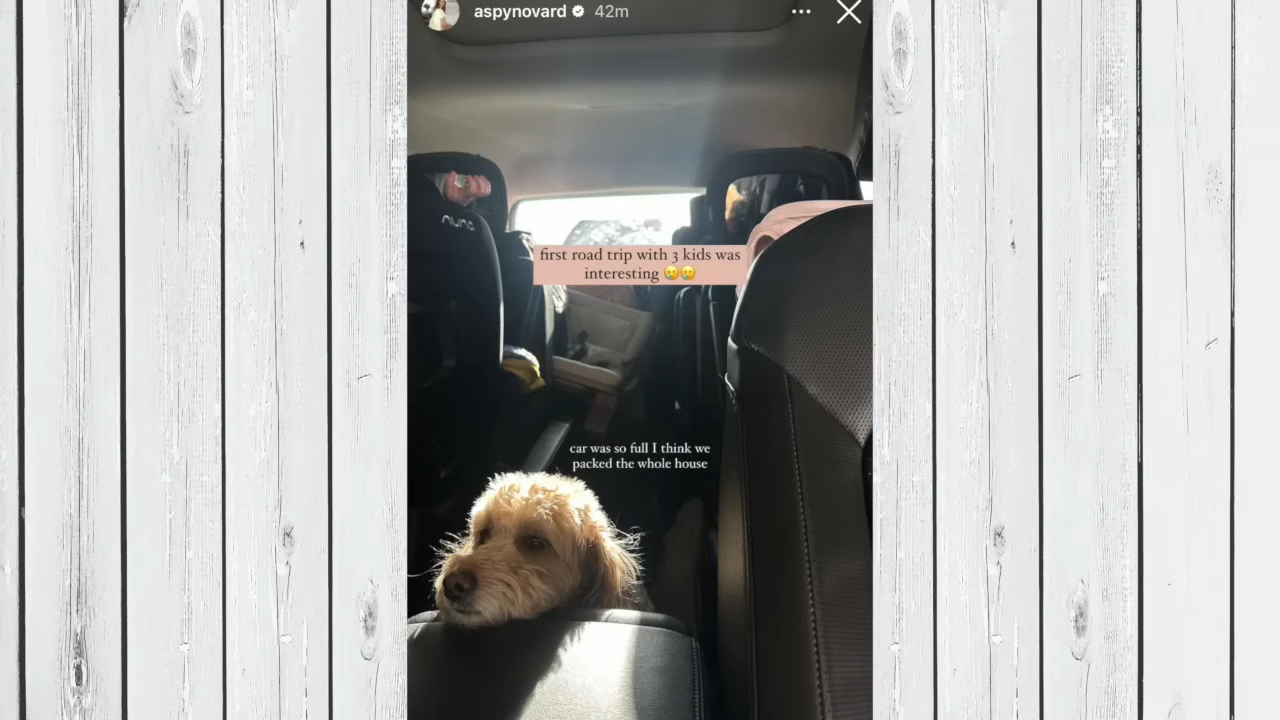 aspynovard 42m
nuna
first road trip with 3 kids was
interesting 🥲🥲
car was so full I think we
packed the whole house